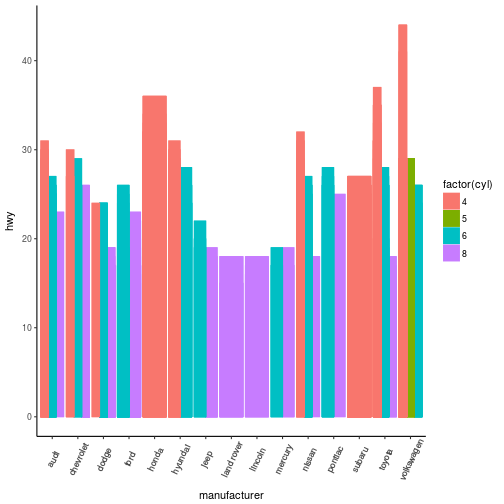 40
30
20
10
0
hwy
audi
chevrolet
dodge
ford
honda
hyundai
jeep
land rover
lincoln
mercury
nissan
pontiac
subaru
toyota
volkswagen
manufacturer
factor(cyl)
4
5
6
8